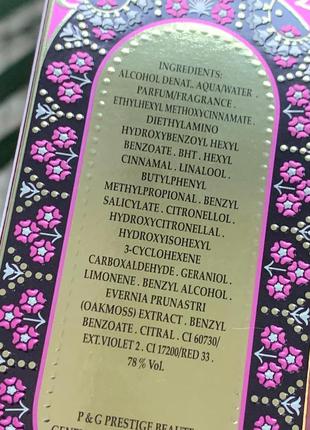 INGREDIENTS:
ALCOHOL DENAT.. AQUA/WATER .
PARFUM/FRAGRANCE .
ETHYLHEXYL METHOXYCINNAMATE .
DIETHYLAMINO
HYDROXYBENZOYL HEXYL
BENZOATE . BHT . HEXYL
CINNAMAL . LINALOOL .
BUTYLPHENYL
METHYLPROPIONAL . BENZYL
SALICYLATE . CITRONELLOL .
HYDROXYCITRONELLAL .
HYDROXYISOHEXYL
3-CYCLOHEXENE
CARBOXALDEHYDE . GERANIOL .
LIMONENE . BENZYL ALCOHOL .
EVERNIA PRUNASTRI
(OAKMOSS) EXTRACT . BENZYL
BENZOATE . CITRAL . CI 60730/
EXT.VIOLET 2 . CI 17200/RED 33 .
78% Vol.
P & G PRESTIGE BEAUTE